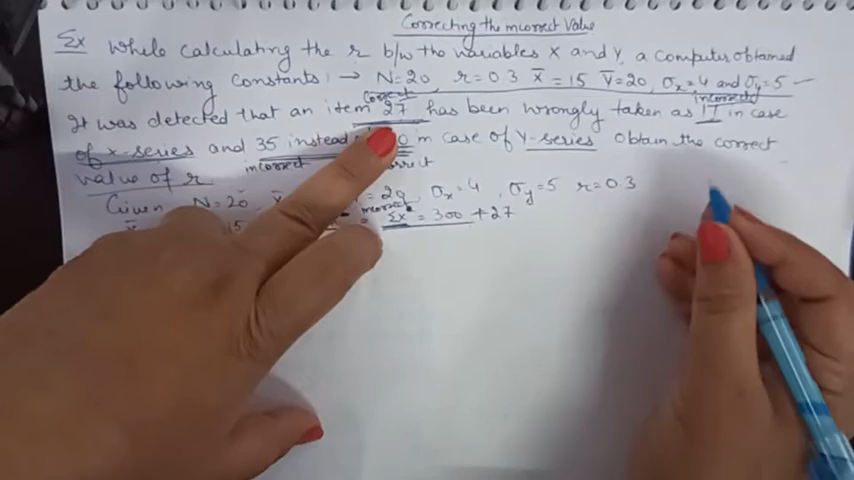 Correcting the incorrect Value
Ex While calculating the r b/w the variables X and Y, a computer obtained
the following constants :→ N=20 r=0.3 X̄=15 Ȳ=20, σx=4 and σy=5
correct incorrect
It was detected that an item 27 has been wrongly taken as 17 in case
of x-series and 35 instead 0 in case of Y-series Obtain the correct
incorrect
value of r
Given N=20 = 20, σx=4, σy=5 r=0.3
incorrect
Σx = 300 + 27